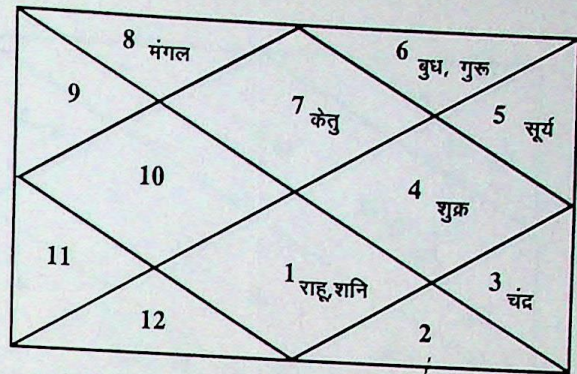 8 मंगल
6 बुध, गुरू
9
7 केतु
5 सूर्य
10
4 शुक्र
11
1 राहू,शनि
3 चंद्र
12
2